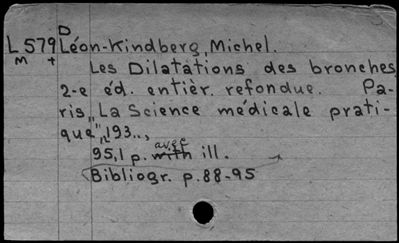 D
L579 Léon-Kindberg, Michel.
M +
Les Dilatations des bronches,
2-e éd. entièr. refondue. Pa-
ris, „La Science médicale prati-
que", 193..,
avec
95,1 p. with ill.
Bibliogr. p.88-95